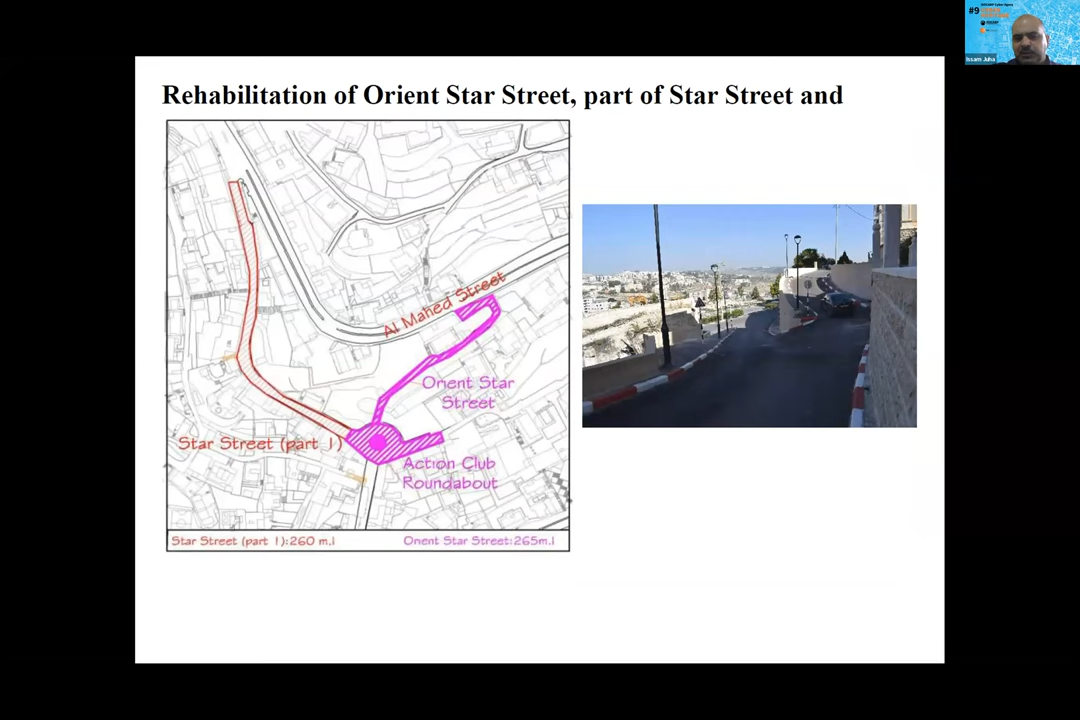 Rehabilitation of Orient Star Street, part of Star Street and
#9
Issam Juha
Al Mahed Street
Orient Star
Street
Star Street (part 1)
Action Club
Roundabout
Star Street (part 1):260 m.l
Orient Star Street:265m.l